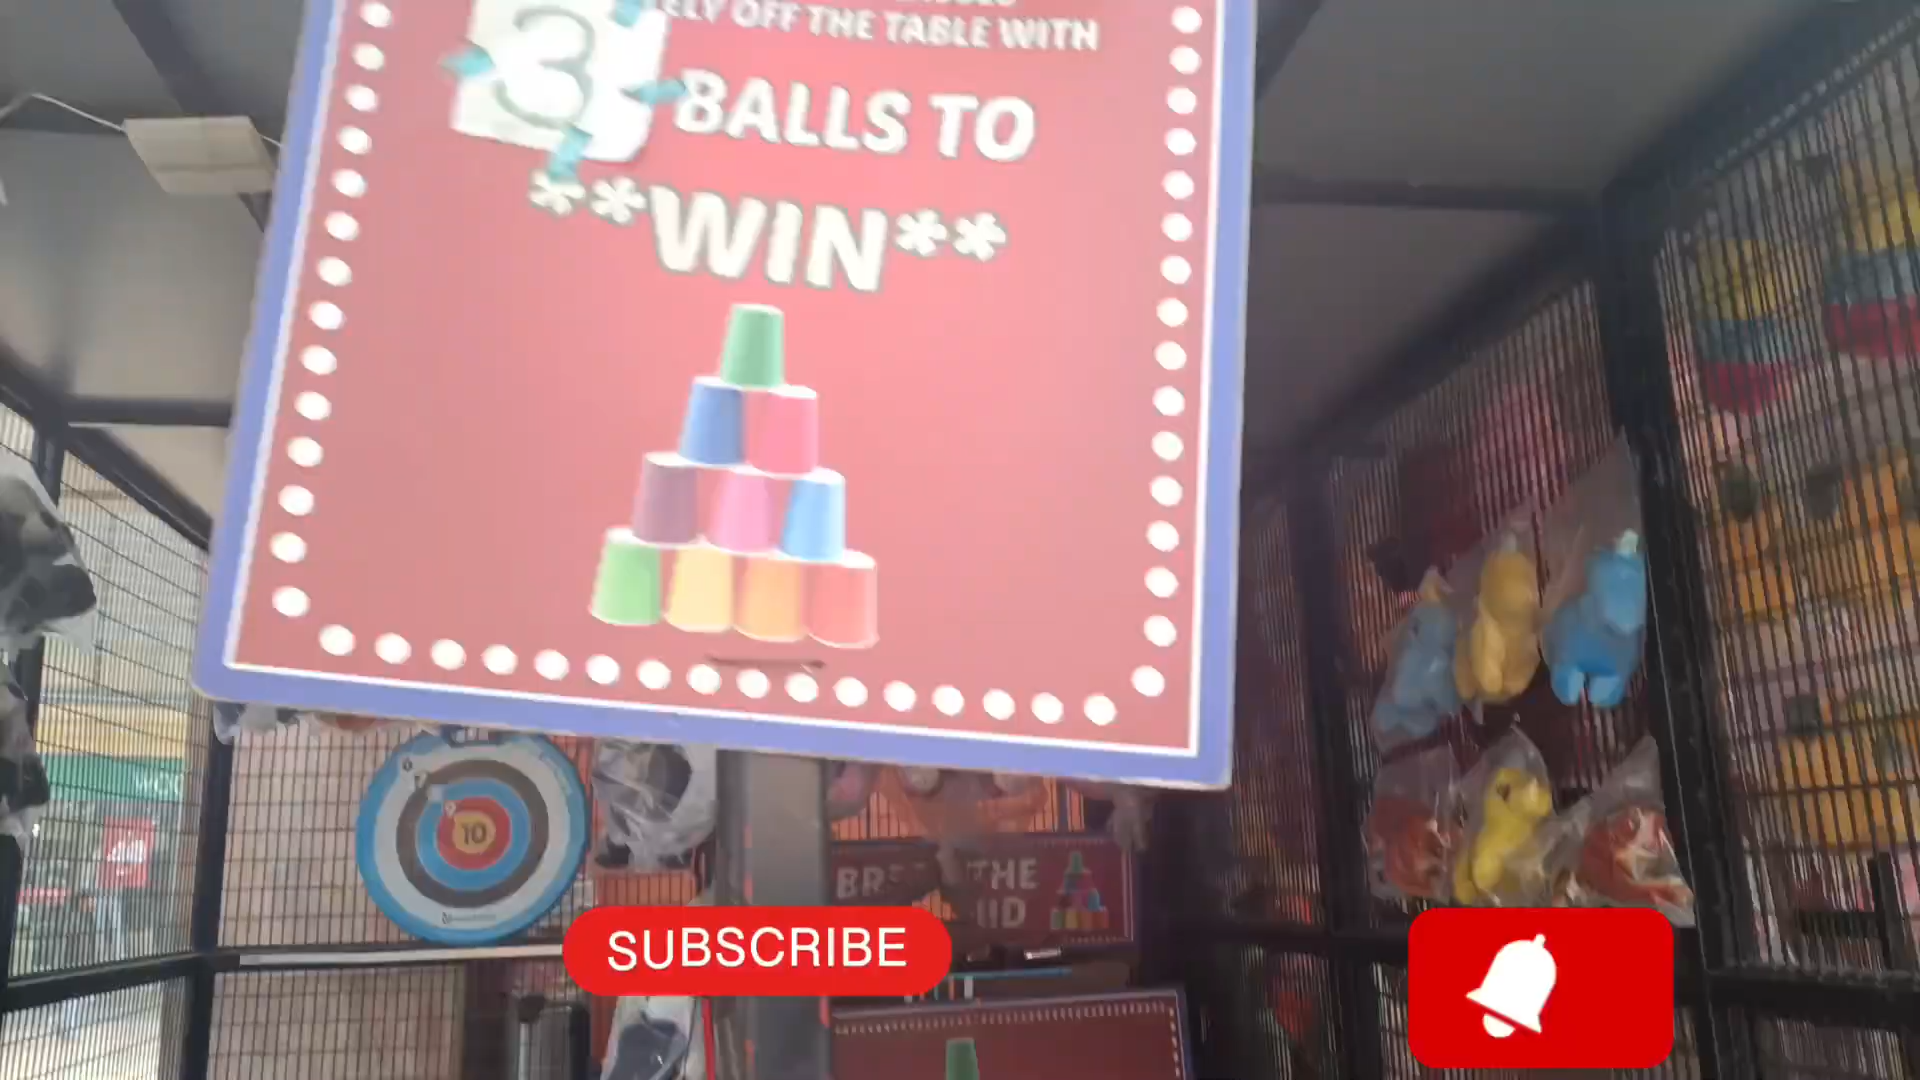 OFF THE TABLE WITH
3 BALLS TO
**WIN**
10
THE
SUBSCRIBE